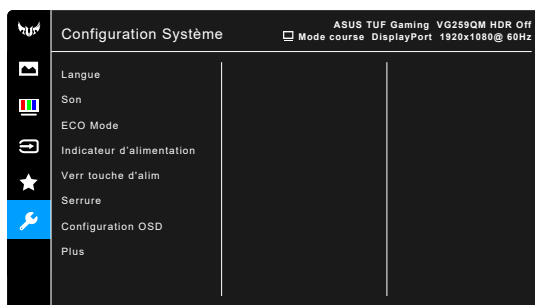 Configuration Système
ASUS TUF Gaming VG259QM HDR Off
Mode course DisplayPort 1920x1080@ 60Hz
Langue
Son
ECO Mode
Indicateur d'alimentation
Verr touche d'alim
Serrure
Configuration OSD
Plus